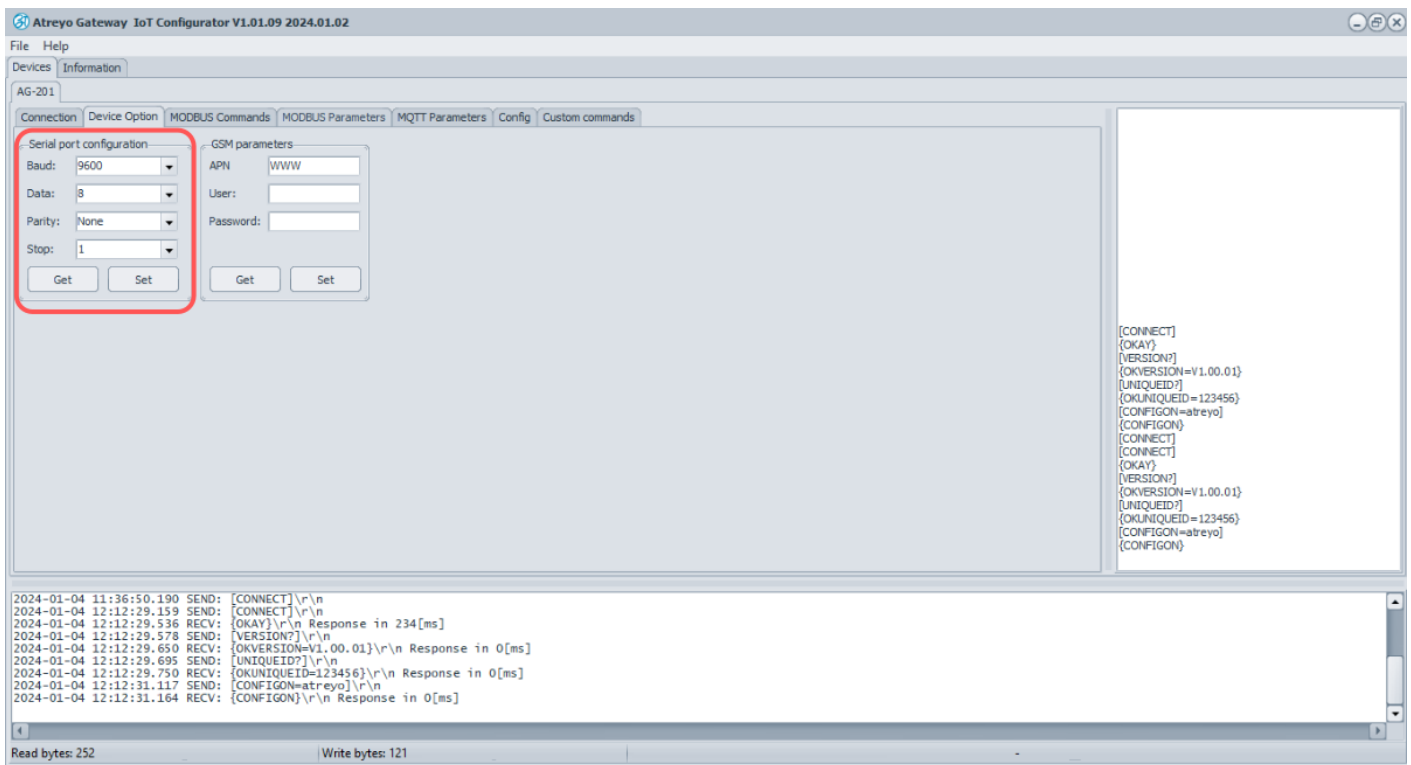 Atreyo Gateway IoT Configurator V1.01.09 2024.01.02
File Help
Devices Information
AG-201
Connection Device Option MODBUS Commands MODBUS Parameters MQTT Parameters Config Custom commands
Serial port configuration
Baud: 9600
Data: 8
Parity: None
Stop: 1
Get Set
GSM parameters
APN WWW
User:
Password:
Get Set
[CONNECT]
{OKAY}
[VERSION?]
{OKVERSION=V1.00.01}
[UNIQUEID?]
{OKUNIQUEID=123456}
[CONFIGON=atreyo]
{CONFIGON}
[CONNECT]
[CONNECT]
{OKAY}
[VERSION?]
{OKVERSION=V1.00.01}
[UNIQUEID?]
{OKUNIQUEID=123456}
[CONFIGON=atreyo]
{CONFIGON}
2024-01-04 11:36:50.190 SEND: [CONNECT]\r\n
2024-01-04 12:12:29.159 SEND: [CONNECT]\r\n
2024-01-04 12:12:29.536 RECV: {OKAY}\r\n Response in 234[ms]
2024-01-04 12:12:29.578 SEND: [VERSION?]\r\n
2024-01-04 12:12:29.650 RECV: {OKVERSION=V1.00.01}\r\n Response in 0[ms]
2024-01-04 12:12:29.695 SEND: [UNIQUEID?]\r\n
2024-01-04 12:12:29.750 RECV: {OKUNIQUEID=123456}\r\n Response in 0[ms]
2024-01-04 12:12:31.117 SEND: [CONFIGON=atreyo]\r\n
2024-01-04 12:12:31.164 RECV: {CONFIGON}\r\n Response in 0[ms]
Read bytes: 252 Write bytes: 121 -